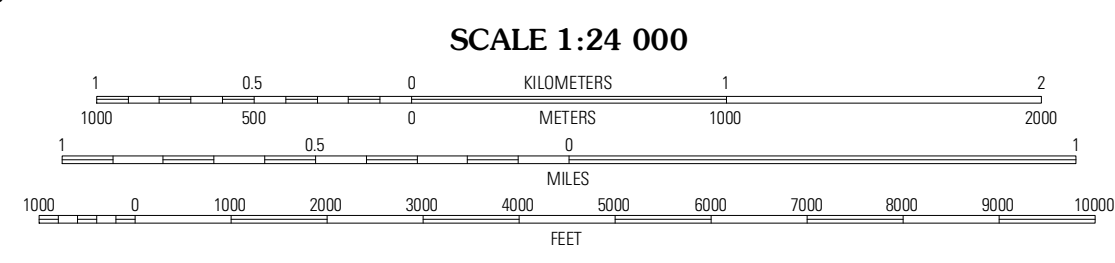 SCALE 1:24 000
1 0.5 0 KILOMETERS 1 2
1000 500 0 METERS 1000 2000
1 0.5 0 1
MILES
1000 0 1000 2000 3000 4000 5000 6000 7000 8000 9000 10000
FEET